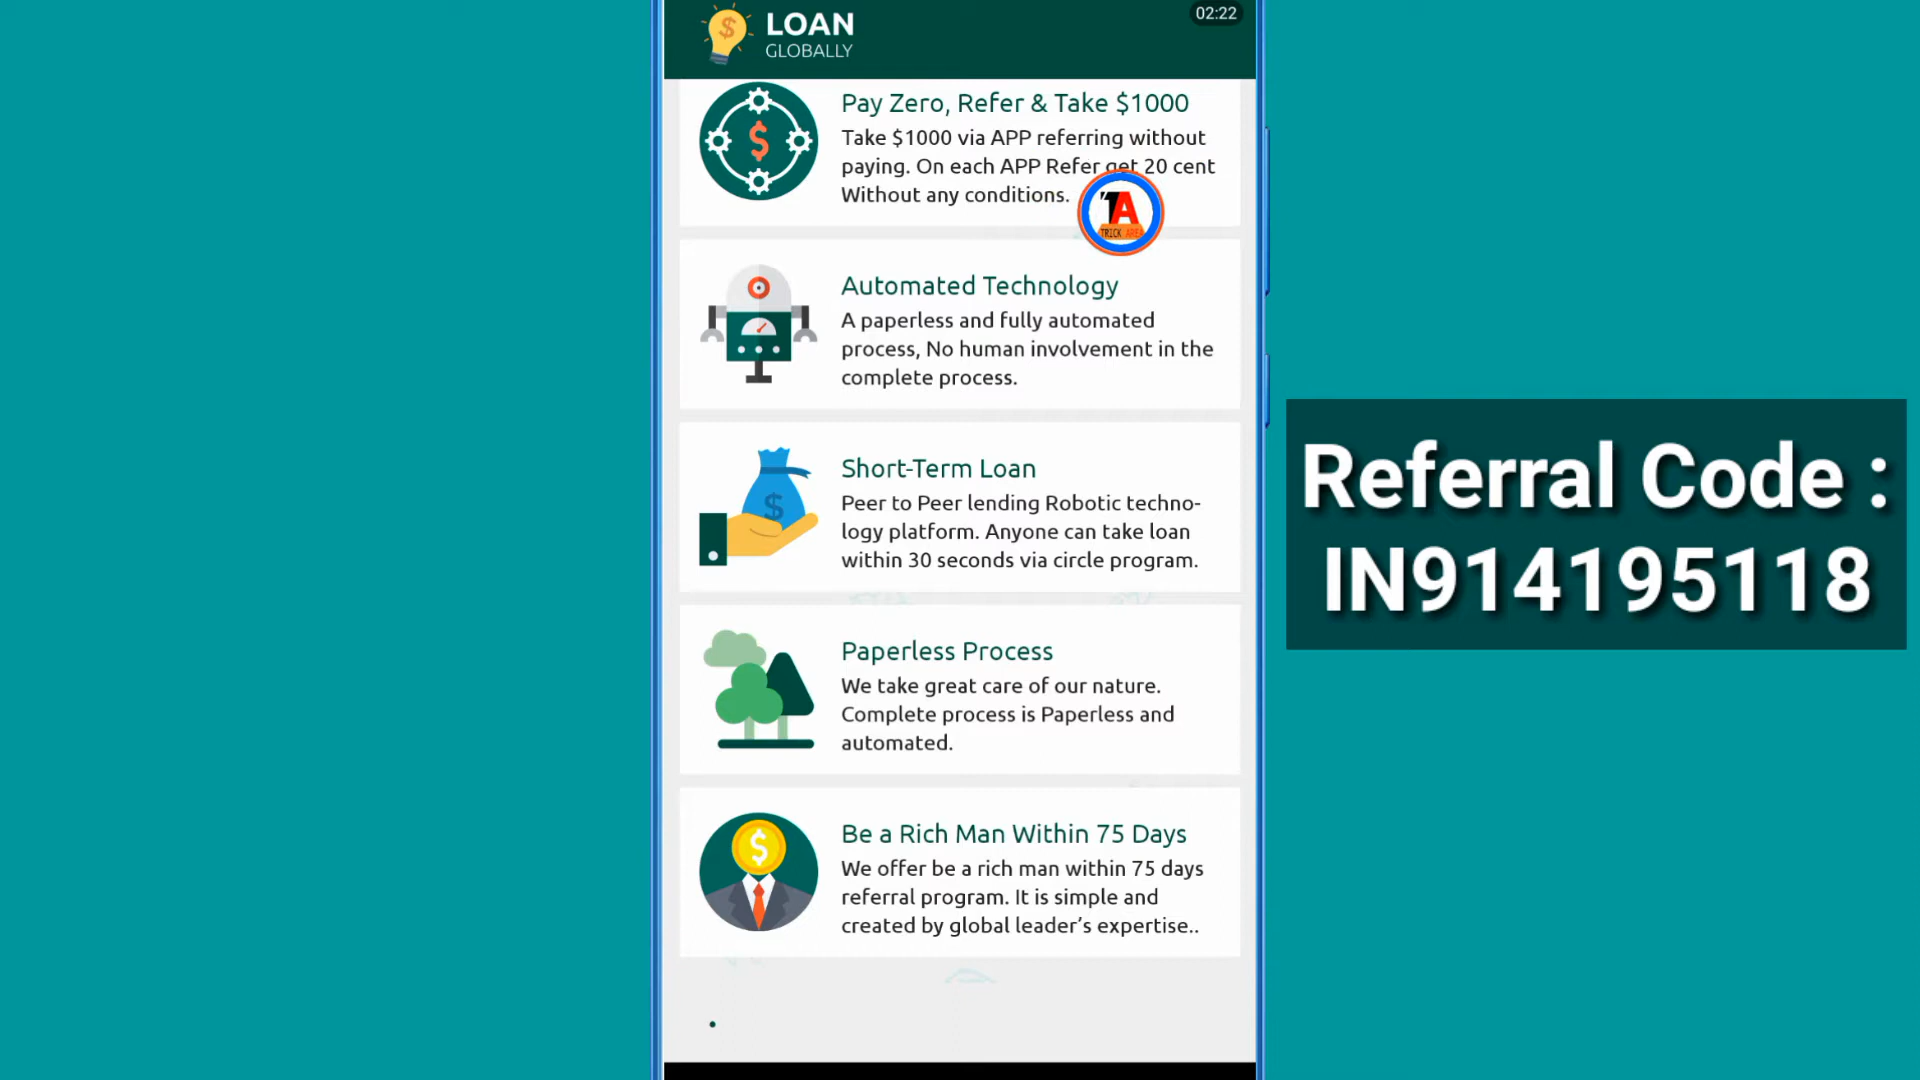 LOAN
GLOBALLY
02:22
Pay Zero, Refer & Take $1000
Take $1000 via APP referring without
paying. On each APP Refer get 20 cent
Without any conditions.
TA
TRICK AREA
Automated Technology
A paperless and fully automated
process, No human involvement in the
complete process.
Short-Term Loan
Peer to Peer lending Robotic techno-
logy platform. Anyone can take loan
within 30 seconds via circle program.
Paperless Process
We take great care of our nature.
Complete process is Paperless and
automated.
Be a Rich Man Within 75 Days
We offer be a rich man within 75 days
referral program. It is simple and
created by global leader’s expertise..
Referral Code :
IN914195118